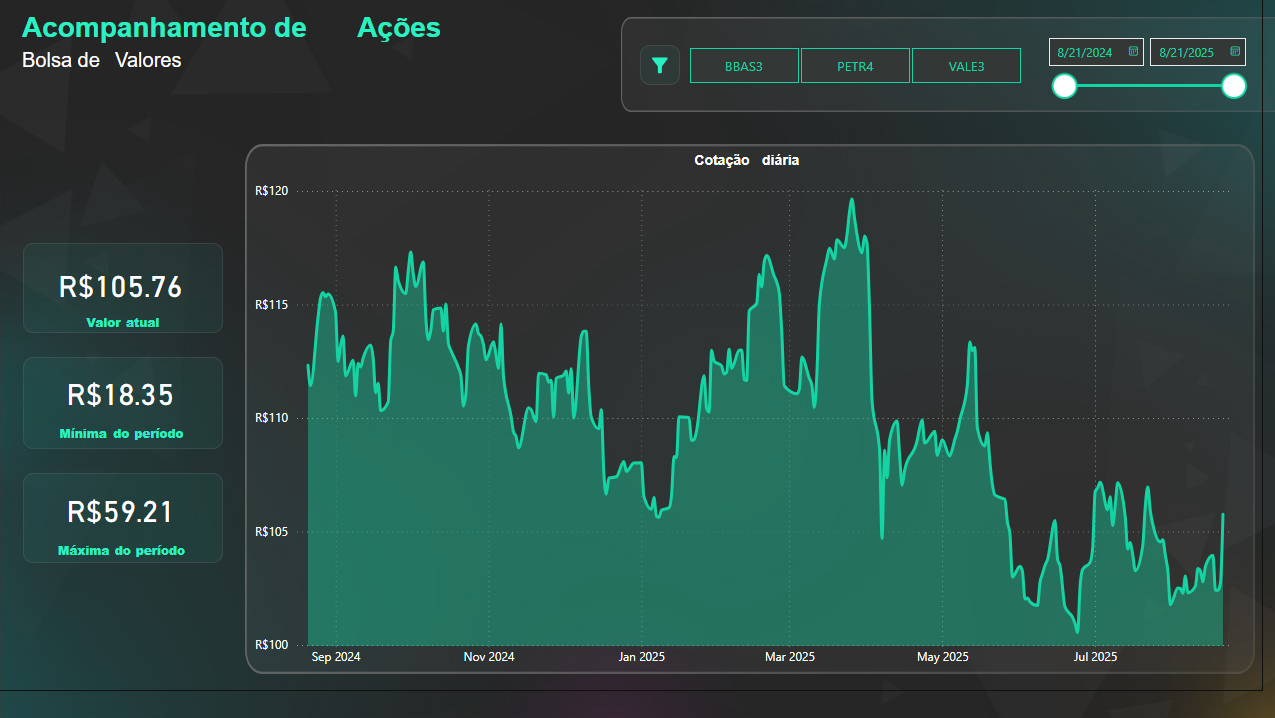 Acompanhamento de Ações
Bolsa de Valores
BBAS3
PETR4
VALE3
8/21/2024
8/21/2025
R$105.76
Valor atual
R$18.35
Mínima do período
R$59.21
Máxima do período
Cotação diária
R$120
R$115
R$110
R$105
R$100
Sep 2024
Nov 2024
Jan 2025
Mar 2025
May 2025
Jul 2025